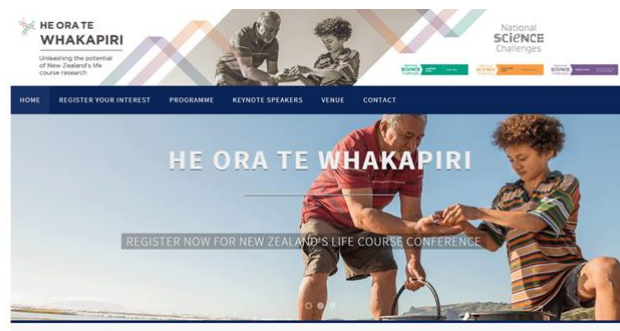 HE ORA TE
WHAKAPIRI
Unleashing the potential
of New Zealand's life
course research
National
SCIENCE
Challenges
HOME REGISTER YOUR INTEREST PROGRAMME KEYNOTE SPEAKERS VENUE CONTACT
HE ORA TE WHAKAPIRI
REGISTER NOW FOR NEW ZEALAND'S LIFE COURSE CONFERENCE